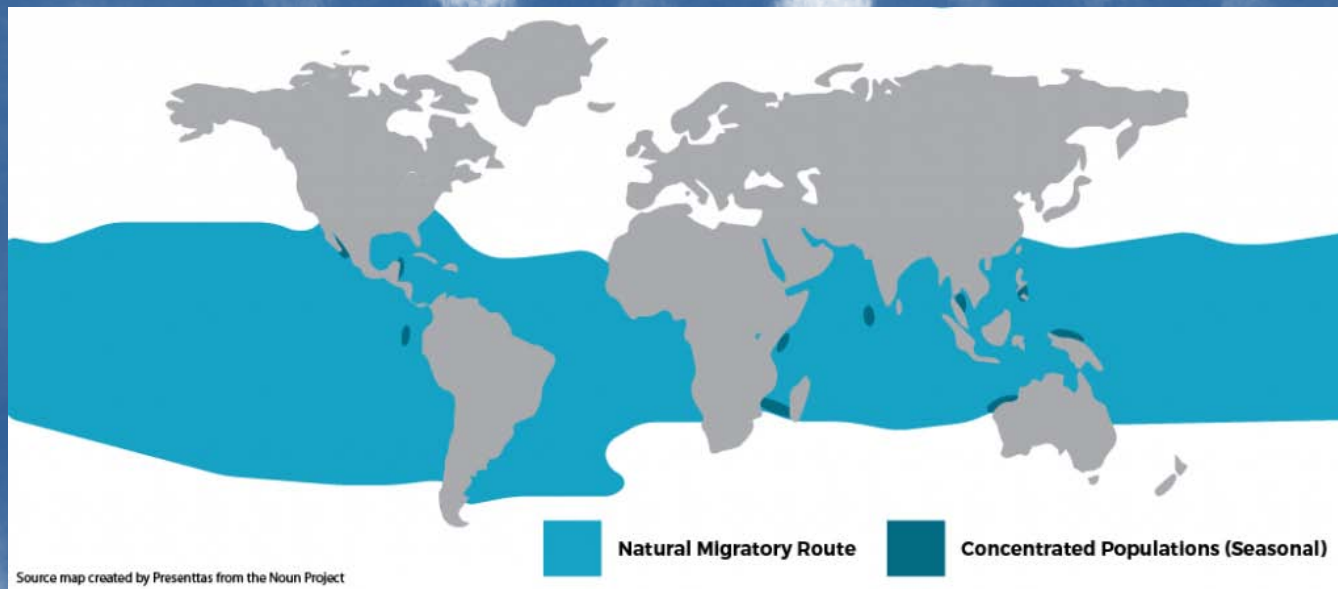 Natural Migratory Route
Concentrated Populations (Seasonal)
Source map created by Presenttas from the Noun Project